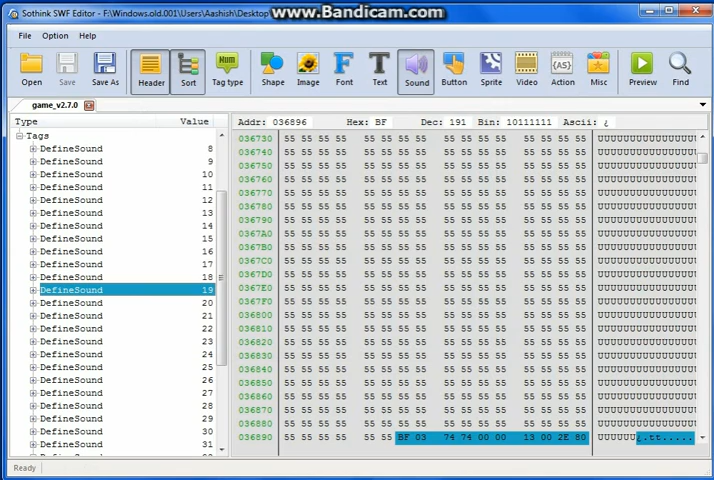 Sothink SWF Editor - F:\Windows.old.001\Users\Aashish\Desktop
www.Bandicam.com
File Option Help
Open Save Save As Header Sort Tag type Shape Image Font Text Sound Button Sprite Video Action Misc Preview Find
Num
{AS}
game_v2.7.0
Type Value
Addr: 036896 Hex: BF Dec: 191 Bin: 10111111 Ascii: ¿
Tags
DefineSound 8
DefineSound 9
DefineSound 10
DefineSound 11
DefineSound 12
DefineSound 13
DefineSound 14
DefineSound 15
DefineSound 16
DefineSound 17
DefineSound 18
DefineSound 19
DefineSound 20
DefineSound 21
DefineSound 22
DefineSound 23
DefineSound 24
DefineSound 25
DefineSound 26
DefineSound 27
DefineSound 28
DefineSound 29
DefineSound 30
DefineSound 31
036730 55 55 55 55 55 55 55 55 55 55 55 55 55 55 55 55 UUUUUUUUUUUUUUUU
036740 55 55 55 55 55 55 55 55 55 55 55 55 55 55 55 55 UUUUUUUUUUUUUUUU
036750 55 55 55 55 55 55 55 55 55 55 55 55 55 55 55 55 UUUUUUUUUUUUUUUU
036760 55 55 55 55 55 55 55 55 55 55 55 55 55 55 55 55 UUUUUUUUUUUUUUUU
036770 55 55 55 55 55 55 55 55 55 55 55 55 55 55 55 55 UUUUUUUUUUUUUUUU
036780 55 55 55 55 55 55 55 55 55 55 55 55 55 55 55 55 UUUUUUUUUUUUUUUU
036790 55 55 55 55 55 55 55 55 55 55 55 55 55 55 55 55 UUUUUUUUUUUUUUUU
0367A0 55 55 55 55 55 55 55 55 55 55 55 55 55 55 55 55 UUUUUUUUUUUUUUUU
0367B0 55 55 55 55 55 55 55 55 55 55 55 55 55 55 55 55 UUUUUUUUUUUUUUUU
0367C0 55 55 55 55 55 55 55 55 55 55 55 55 55 55 55 55 UUUUUUUUUUUUUUUU
0367D0 55 55 55 55 55 55 55 55 55 55 55 55 55 55 55 55 UUUUUUUUUUUUUUUU
0367E0 55 55 55 55 55 55 55 55 55 55 55 55 55 55 55 55 UUUUUUUUUUUUUUUU
0367F0 55 55 55 55 55 55 55 55 55 55 55 55 55 55 55 55 UUUUUUUUUUUUUUUU
036800 55 55 55 55 55 55 55 55 55 55 55 55 55 55 55 55 UUUUUUUUUUUUUUUU
036810 55 55 55 55 55 55 55 55 55 55 55 55 55 55 55 55 UUUUUUUUUUUUUUUU
036820 55 55 55 55 55 55 55 55 55 55 55 55 55 55 55 55 UUUUUUUUUUUUUUUU
036830 55 55 55 55 55 55 55 55 55 55 55 55 55 55 55 55 UUUUUUUUUUUUUUUU
036840 55 55 55 55 55 55 55 55 55 55 55 55 55 55 55 55 UUUUUUUUUUUUUUUU
036850 55 55 55 55 55 55 55 55 55 55 55 55 55 55 55 55 UUUUUUUUUUUUUUUU
036860 55 55 55 55 55 55 55 55 55 55 55 55 55 55 55 55 UUUUUUUUUUUUUUUU
036870 55 55 55 55 55 55 55 55 55 55 55 55 55 55 55 55 UUUUUUUUUUUUUUUU
036880 55 55 55 55 55 55 55 55 55 55 55 55 55 55 55 55 UUUUUUUUUUUUUUUU
036890 55 55 55 55 55 55 BF 03 74 74 00 00 13 00 2E 80 UUUUUU¿.tt.....
Ready